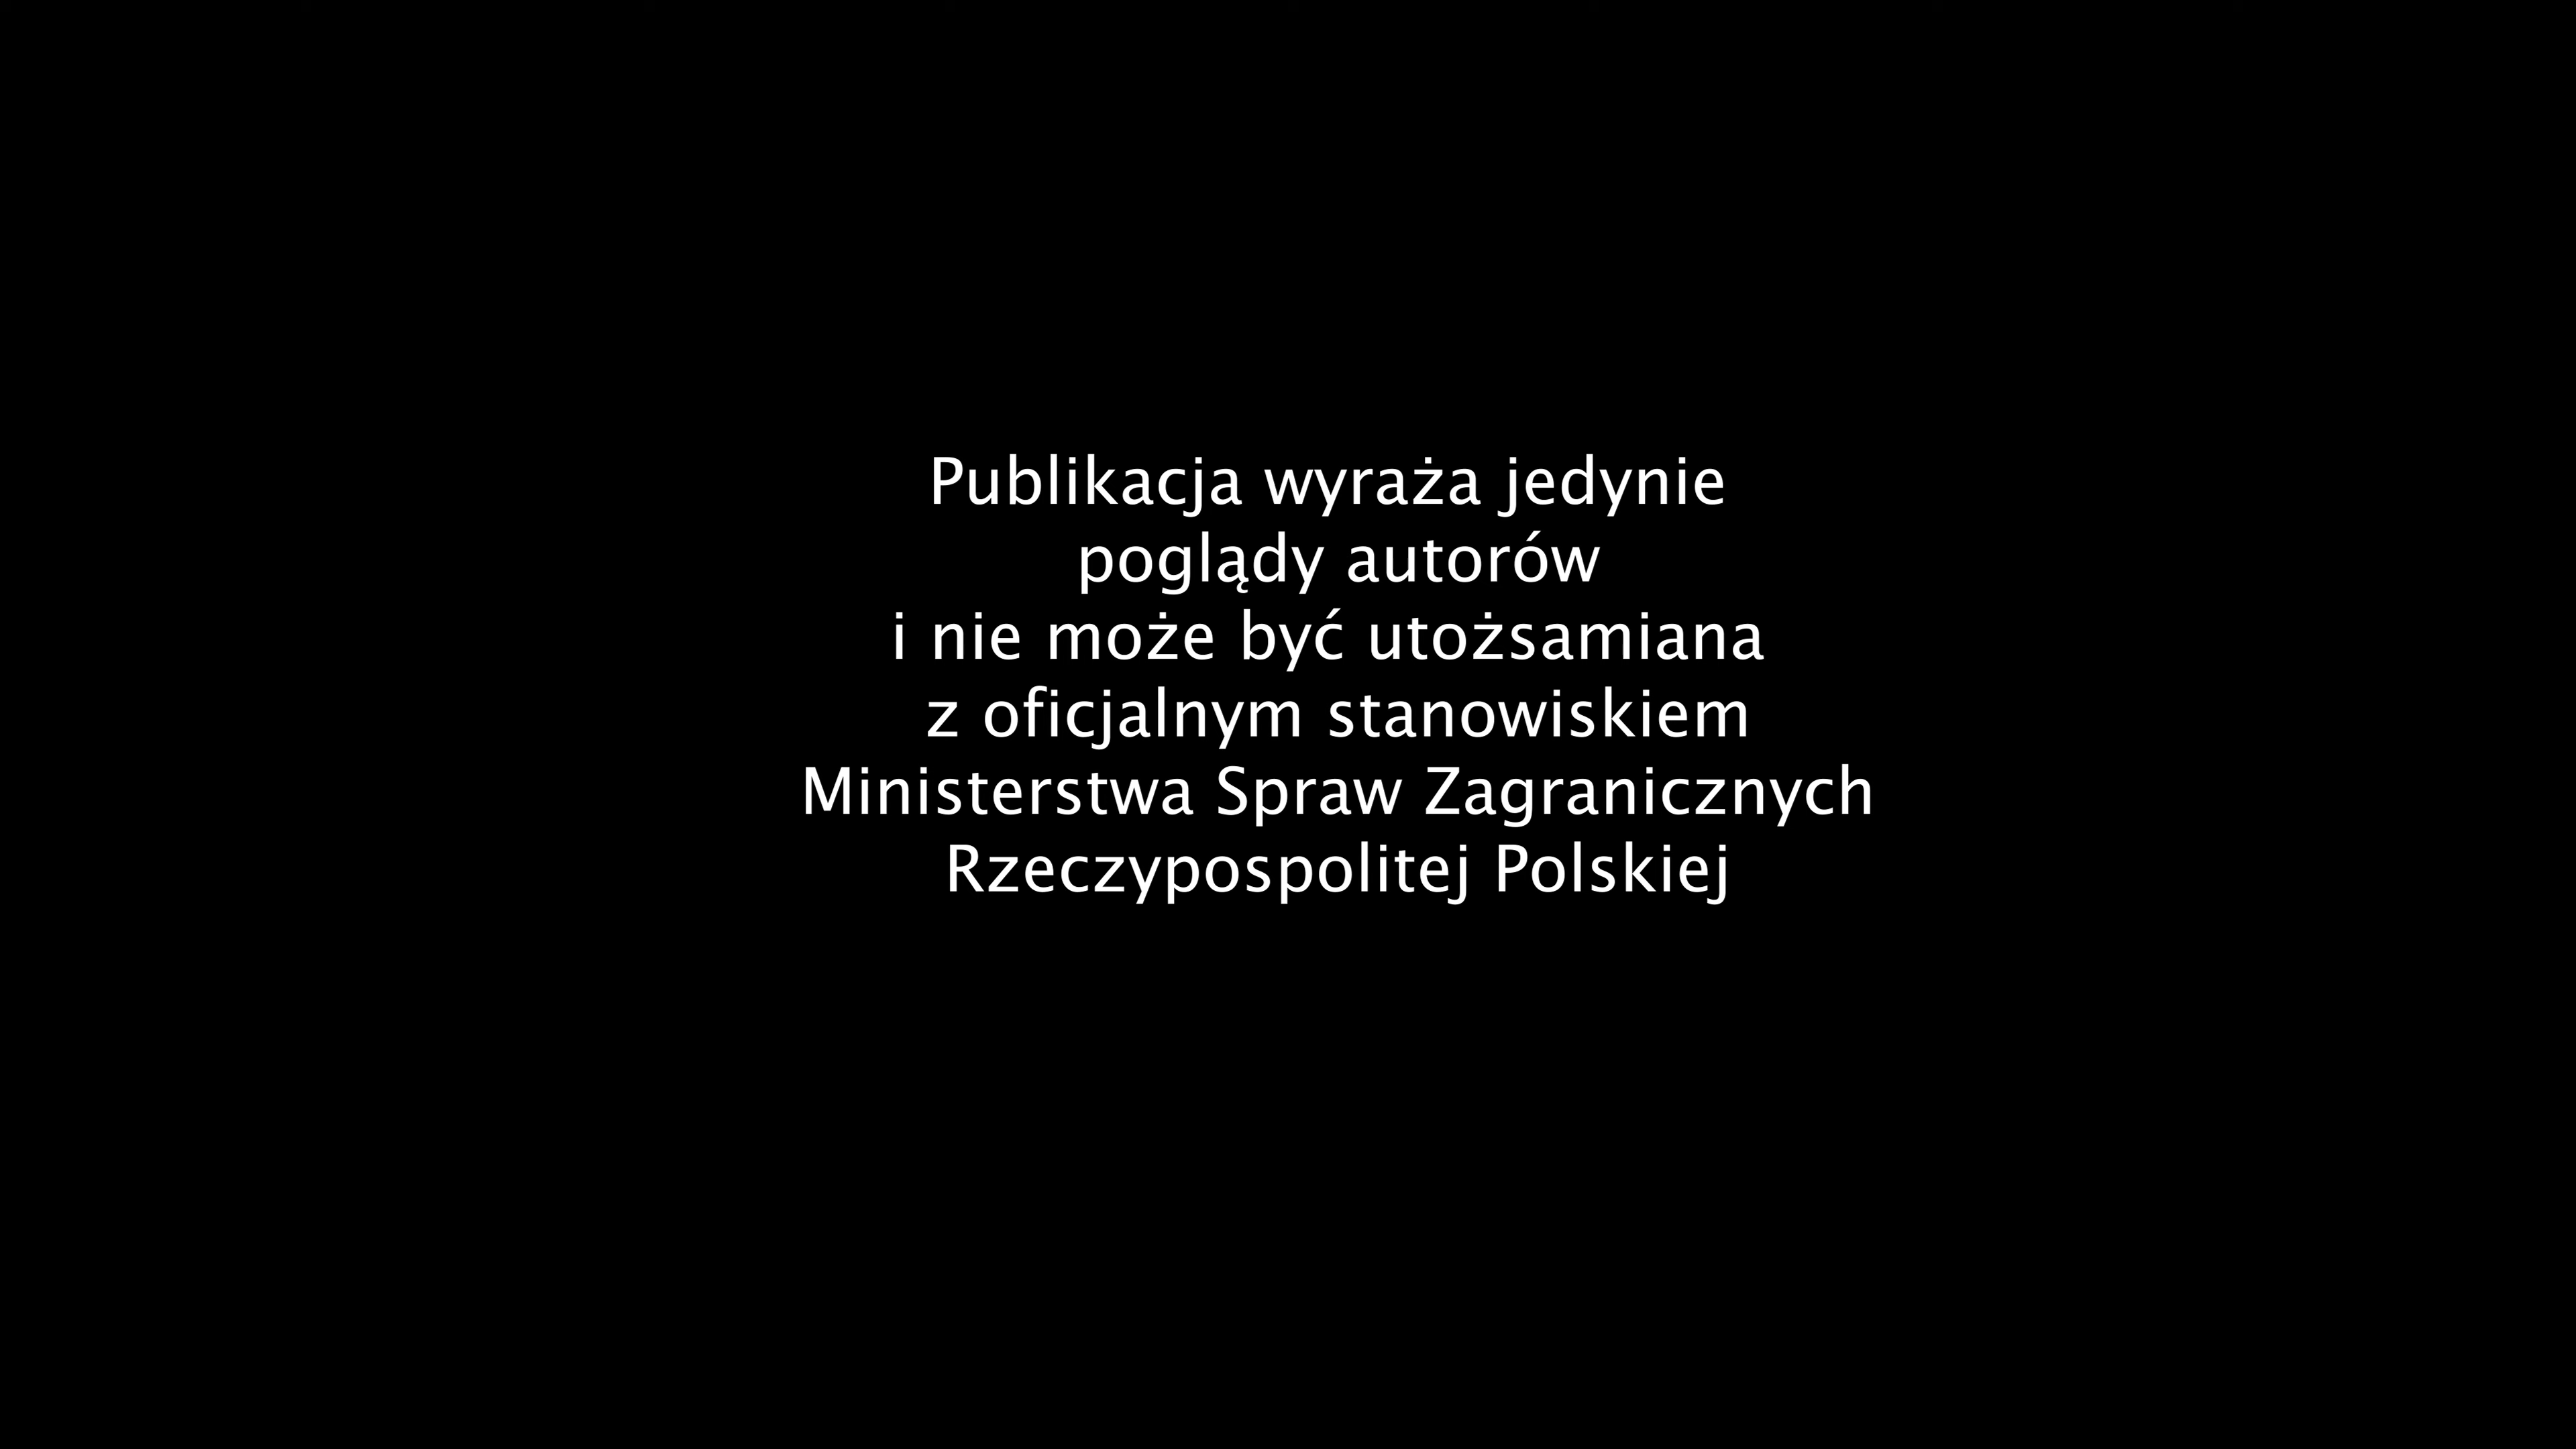 Publikacja wyraża jedynie
poglądy autorów
i nie może być utożsamiana
z oficjalnym stanowiskiem
Ministerstwa Spraw Zagranicznych
Rzeczypospolitej Polskiej